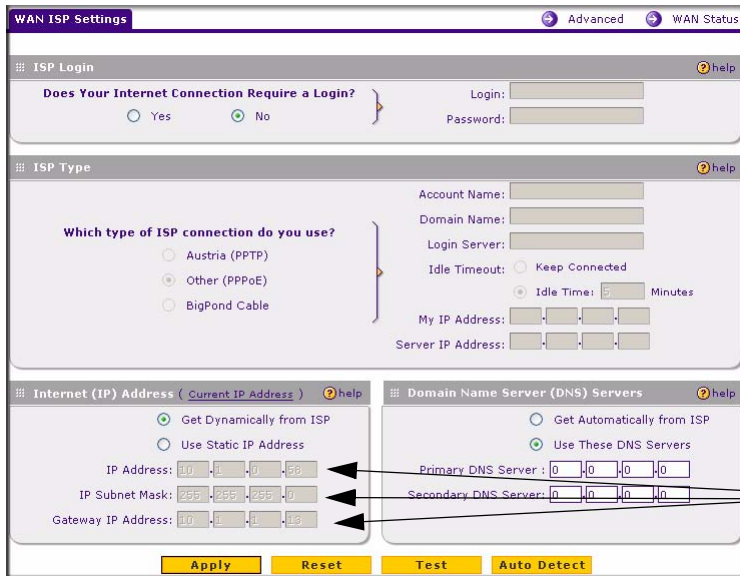 WAN ISP Settings
Advanced
WAN Status
ISP Login
help
Does Your Internet Connection Require a Login?
Yes
No
Login:
Password:
ISP Type
help
Which type of ISP connection do you use?
Austria (PPTP)
Other (PPPoE)
BigPond Cable
Account Name:
Domain Name:
Login Server:
Idle Timeout:
Keep Connected
Idle Time: 5 Minutes
My IP Address: . . .
Server IP Address: . . .
Internet (IP) Address ( Current IP Address )
help
Get Dynamically from ISP
Use Static IP Address
IP Address: 10 .1 .0 .56
IP Subnet Mask: 255 .255 .255 .0
Gateway IP Address: 10 .1 .1 .13
Domain Name Server (DNS) Servers
help
Get Automatically from ISP
Use These DNS Servers
Primary DNS Server : 0 .0 .0 .0
Secondary DNS Server: 0 .0 .0 .0
Apply
Reset
Test
Auto Detect